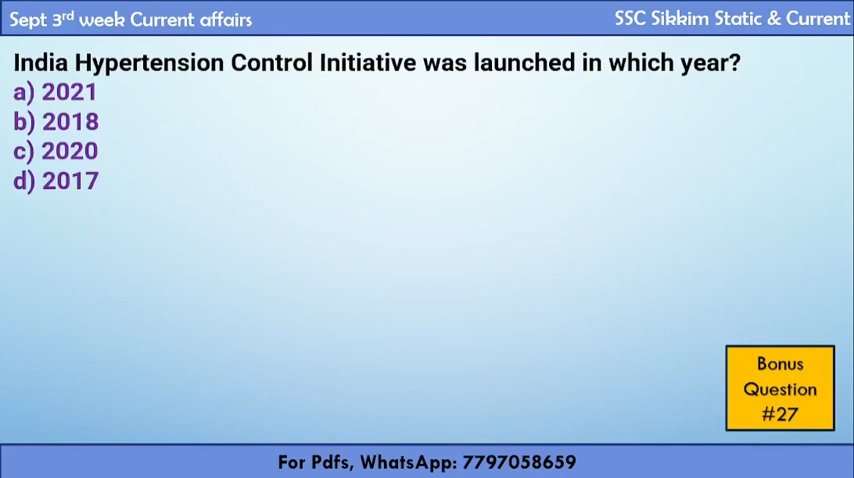 Sept 3rd week Current affairs
SSC Sikkim Static & Current
India Hypertension Control Initiative was launched in which year?
a) 2021
b) 2018
c) 2020
d) 2017
Bonus
Question
#27
For Pdfs, WhatsApp: 7797058659